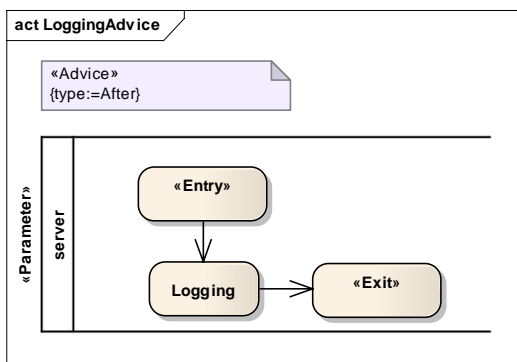 act LoggingAdvice
«Advice»
{type:=After}
«Parameter»
server
«Entry»
Logging
«Exit»